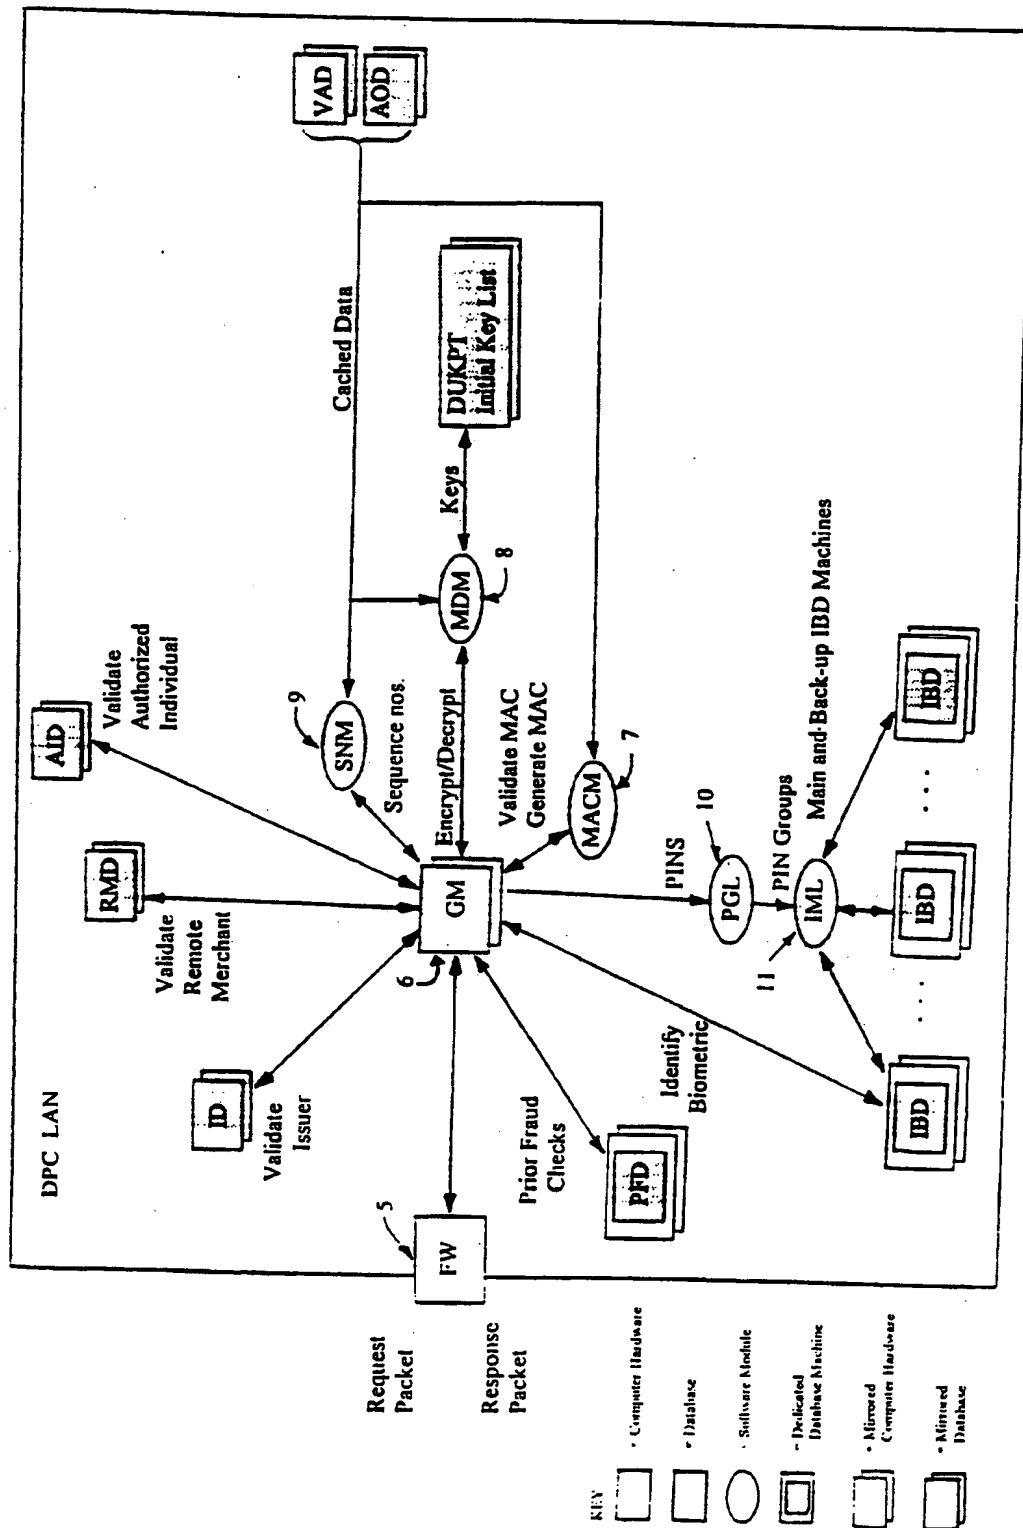 DPC LAN
AID
Validate
Authorized
Individual
RMD
Validate
Remote
Merchant
ID
Validate
Issuer
VAD
AOD
Cached Data
SNM
9
Sequence nos.
MDM
8
Encrypt/Decrypt
Keys
DUKPT
Initial Key List
GM
6
Validate MAC
Generate MAC
MACM
7
FW
5
Request
Packet
Response
Packet
Prior Fraud
Checks
PFD
Identify
Biometric
PINS
PGL
10
PIN Groups
IML
11
Main and Back-up IBD Machines
IBD
. . . .
IBD
. . . .
IBD
KEY
- Computer Hardware
- Database
- Software Module
- Dedicated
Database Machine
- Mirrored
Computer Hardware
- Mirrored
Database